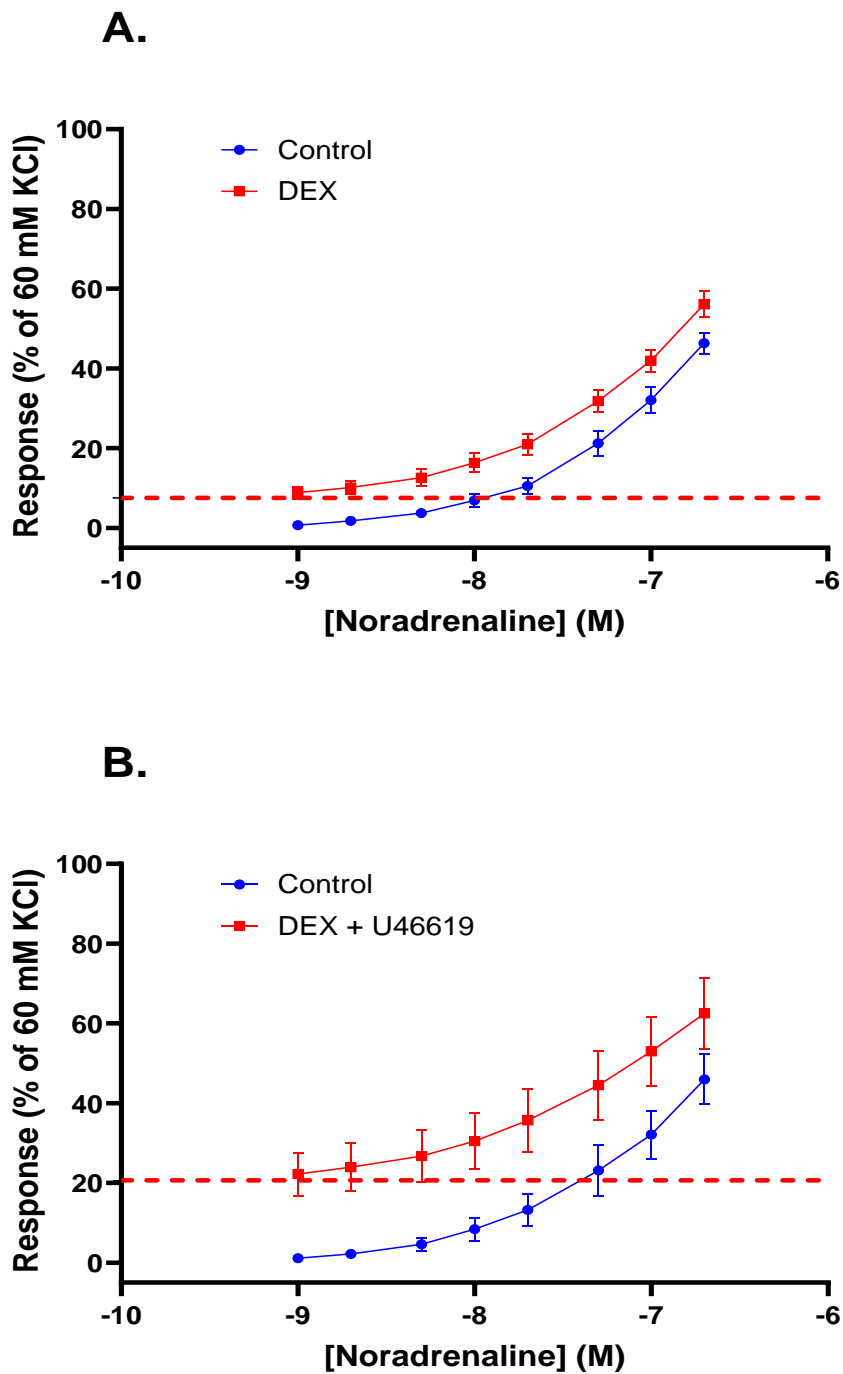 A.
Response (% of 60 mM KCl)
100
80
60
40
20
0
Control
DEX
-10
-9
-8
-7
-6
[Noradrenaline] (M)
B.
Response (% of 60 mM KCl)
100
80
60
40
20
0
Control
DEX + U46619
-10
-9
-8
-7
-6
[Noradrenaline] (M)